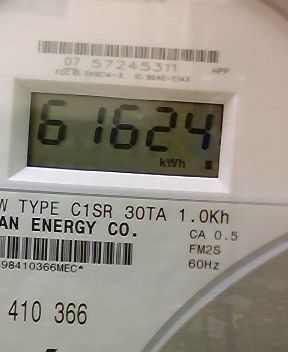 07 57245311
HPP
61624
kWh
W TYPE C1SR 30TA 1.0Kh
AN ENERGY CO.
CA 0.5
FM2S
60Hz
98410366MEC*
410 366